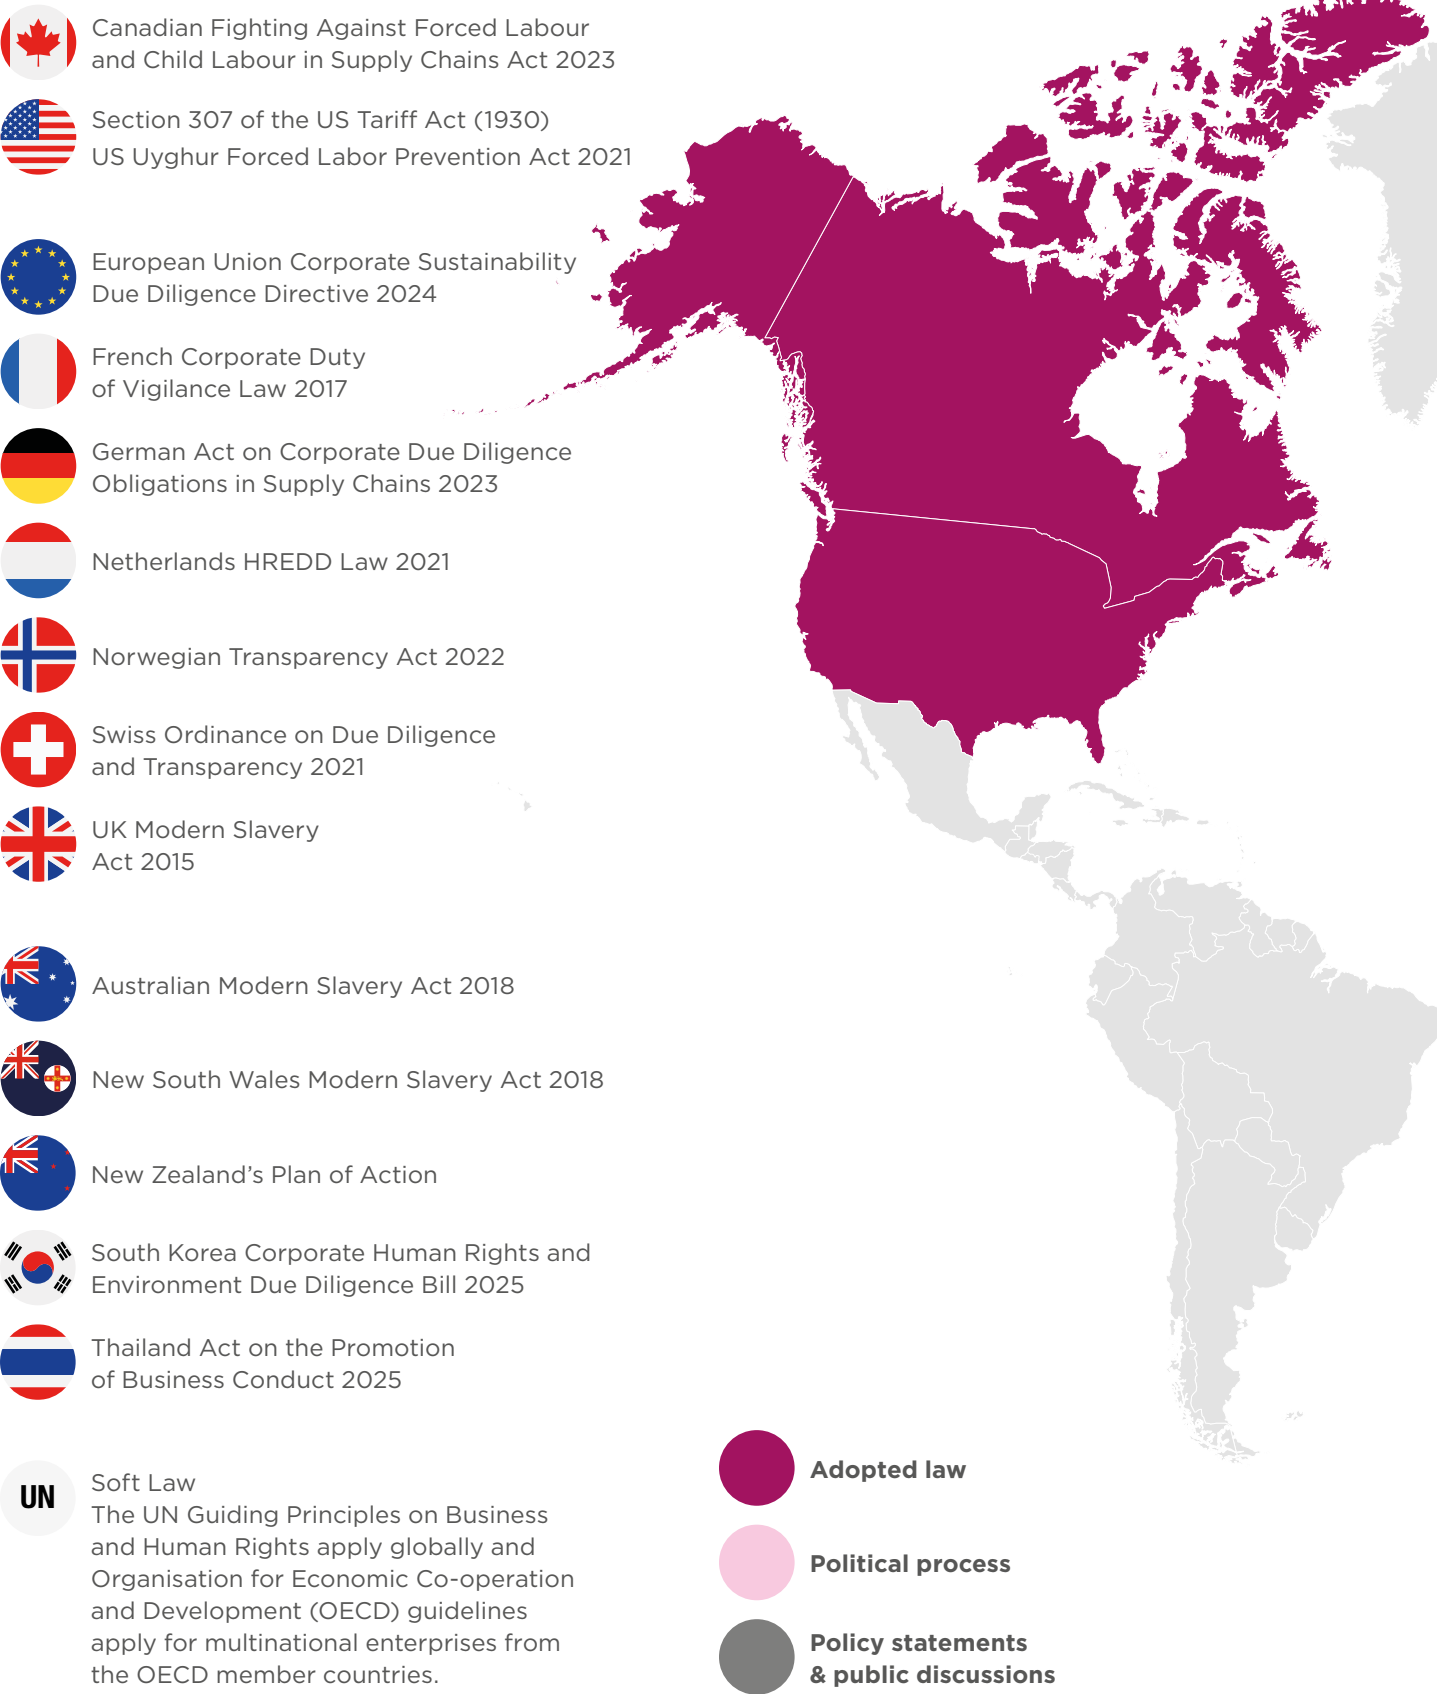 Canadian Fighting Against Forced Labour
and Child Labour in Supply Chains Act 2023
Section 307 of the US Tariff Act (1930)
US Uyghur Forced Labor Prevention Act 2021
European Union Corporate Sustainability
Due Diligence Directive 2024
French Corporate Duty
of Vigilance Law 2017
German Act on Corporate Due Diligence
Obligations in Supply Chains 2023
Netherlands HREDD Law 2021
Norwegian Transparency Act 2022
Swiss Ordinance on Due Diligence
and Transparency 2021
UK Modern Slavery
Act 2015
Australian Modern Slavery Act 2018
New South Wales Modern Slavery Act 2018
New Zealand’s Plan of Action
South Korea Corporate Human Rights and
Environment Due Diligence Bill 2025
Thailand Act on the Promotion
of Business Conduct 2025
UN
Soft Law
The UN Guiding Principles on Business
and Human Rights apply globally and
Organisation for Economic Co-operation
and Development (OECD) guidelines
apply for multinational enterprises from
the OECD member countries.
Adopted law
Political process
Policy statements
& public discussions